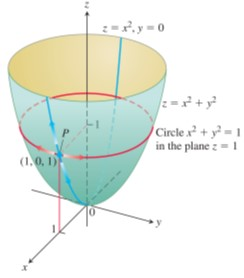 z
z = x², y = 0
z = x² + y²
1
P
Circle x² + y² = 1
in the plane z = 1
(1, 0, 1)
0
y
1
x